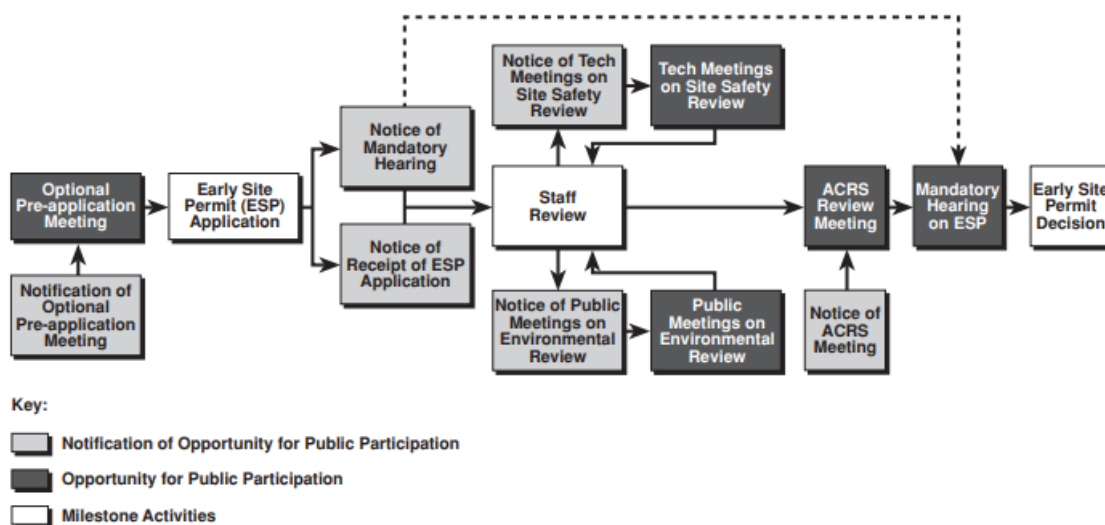 Optional
Pre-application
Meeting
Notification of
Optional
Pre-application
Meeting
Early Site
Permit (ESP)
Application
Notice of
Mandatory
Hearing
Notice of
Receipt of ESP
Application
Notice of Tech
Meetings on
Site Safety
Review
Tech Meetings
on Site Safety
Review
Staff
Review
Notice of Public
Meetings on
Environmental
Review
Public
Meetings on
Environmental
Review
ACRS
Review
Meeting
Notice of
ACRS
Meeting
Mandatory
Hearing
on ESP
Early Site
Permit
Decision
Key:
Notification of Opportunity for Public Participation
Opportunity for Public Participation
Milestone Activities